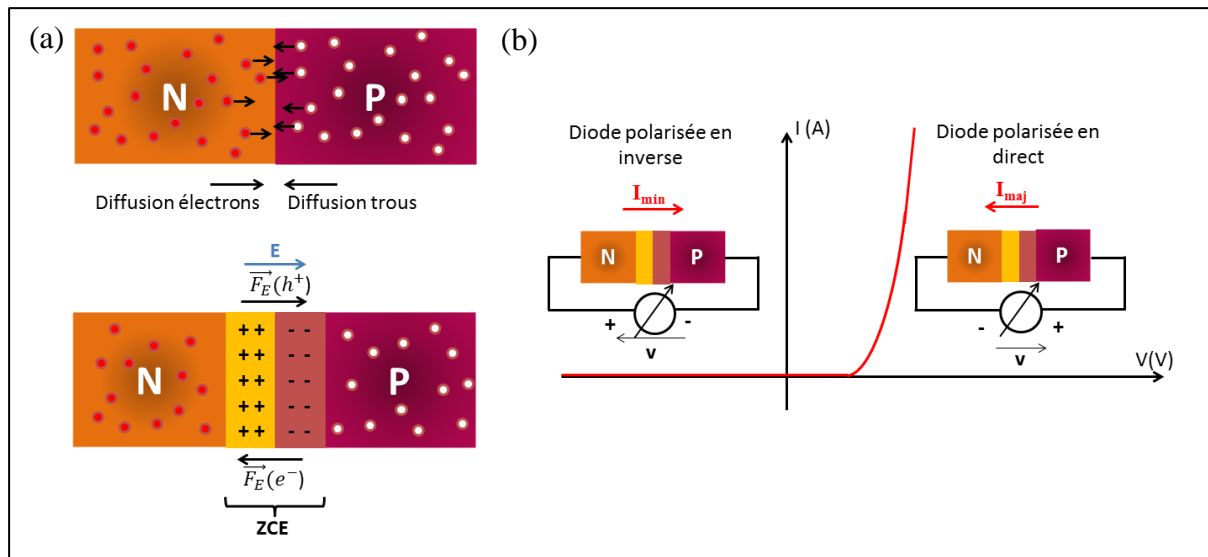 (a)
N
P
Diffusion électrons
Diffusion trous
E
F_E(h⁺)
++ - -
++ - -
++ - -
++ - -
++ - -
N
P
F_E(e⁻)
ZCE
(b)
I (A)
Diode polarisée en
inverse
I_min
N
P
+ -
v
Diode polarisée en
direct
I_maj
N
P
- +
v
V(V)